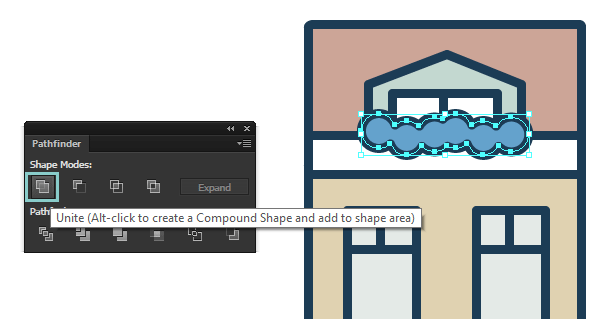 Pathfinder
Shape Modes:
Expand
Unite (Alt-click to create a Compound Shape and add to shape area)